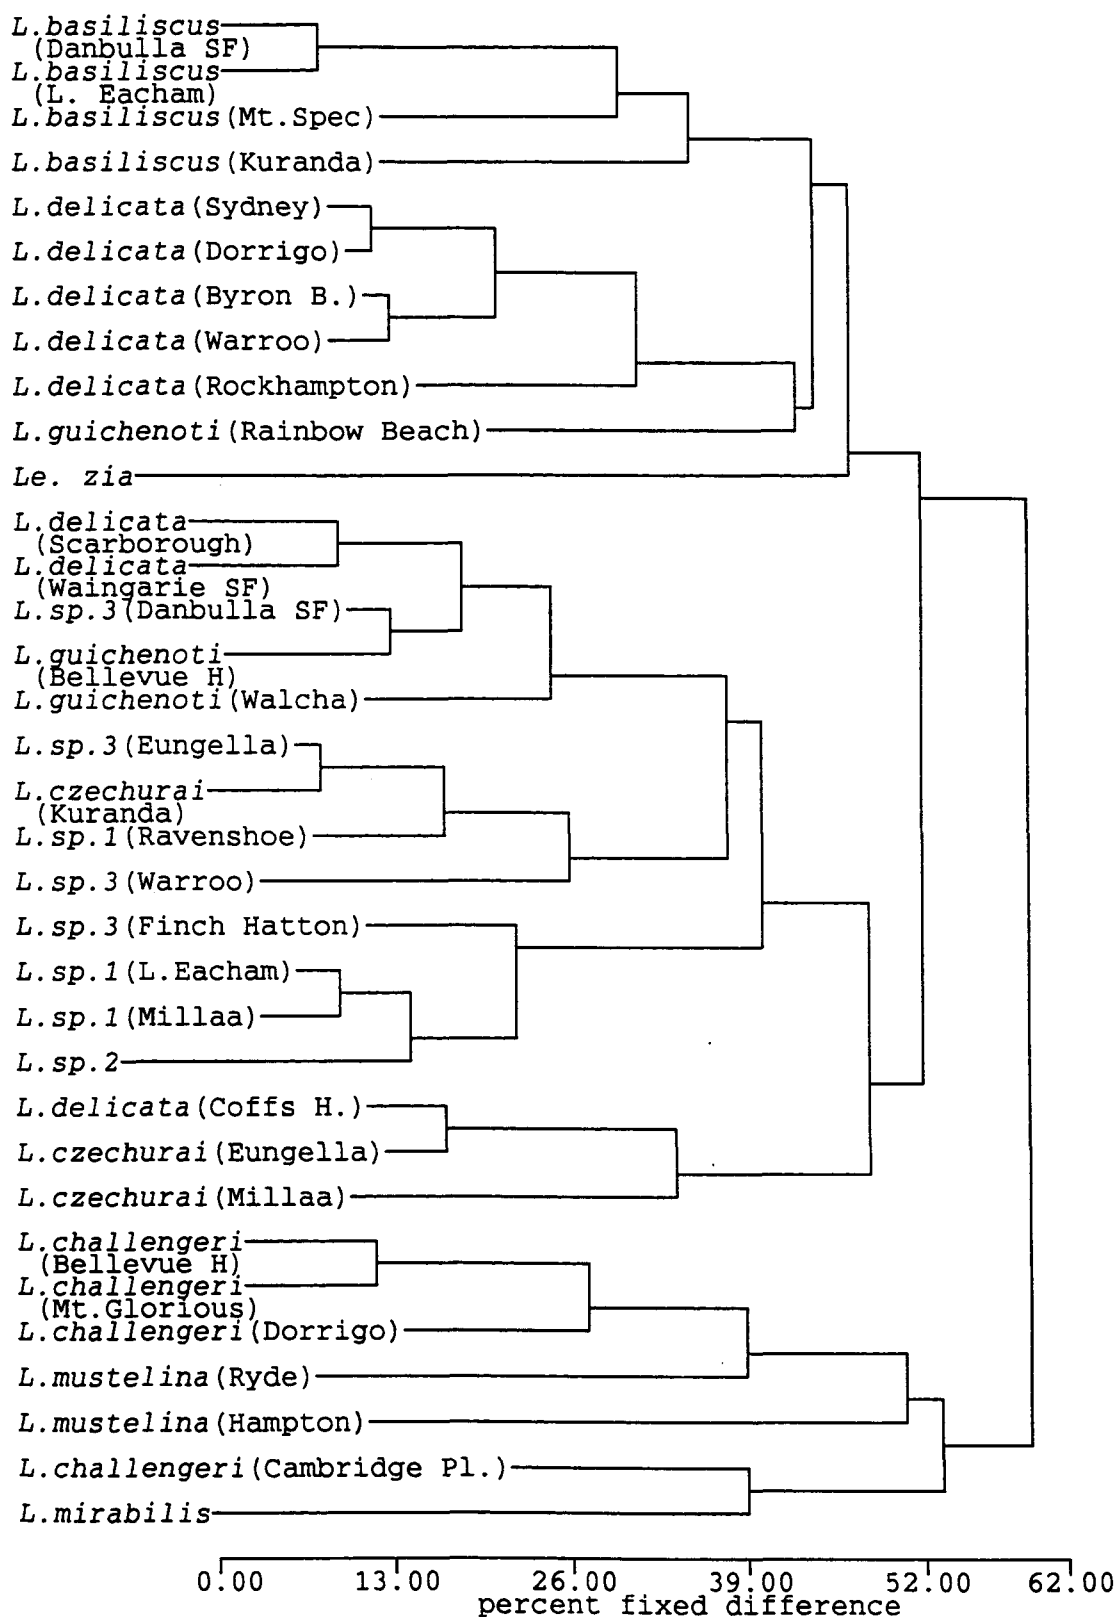 L.basiliscus
(Danbulla SF)
L.basiliscus
(L. Eacham)
L.basiliscus(Mt.Spec)
L.basiliscus(Kuranda)
L.delicata(Sydney)
L.delicata(Dorrigo)
L.delicata(Byron B.)
L.delicata(Warroo)
L.delicata(Rockhampton)
L.guichenoti(Rainbow Beach)
Le. zia
L.delicata
(Scarborough)
L.delicata
(Waingarie SF)
L.sp.3(Danbulla SF)
L.guichenoti
(Bellevue H)
L.guichenoti(Walcha)
L.sp.3(Eungella)
L.czechurai
(Kuranda)
L.sp.1(Ravenshoe)
L.sp.3(Warroo)
L.sp.3(Finch Hatton)
L.sp.1(L.Eacham)
L.sp.1(Millaa)
L.sp.2
L.delicata(Coffs H.)
L.czechurai(Eungella)
L.czechurai(Millaa)
L.challengeri
(Bellevue H)
L.challengeri
(Mt.Glorious)
L.challengeri(Dorrigo)
L.mustelina(Ryde)
L.mustelina(Hampton)
L.challengeri(Cambridge Pl.)
L.mirabilis
0.00 13.00 26.00 39.00 52.00 62.00
percent fixed difference